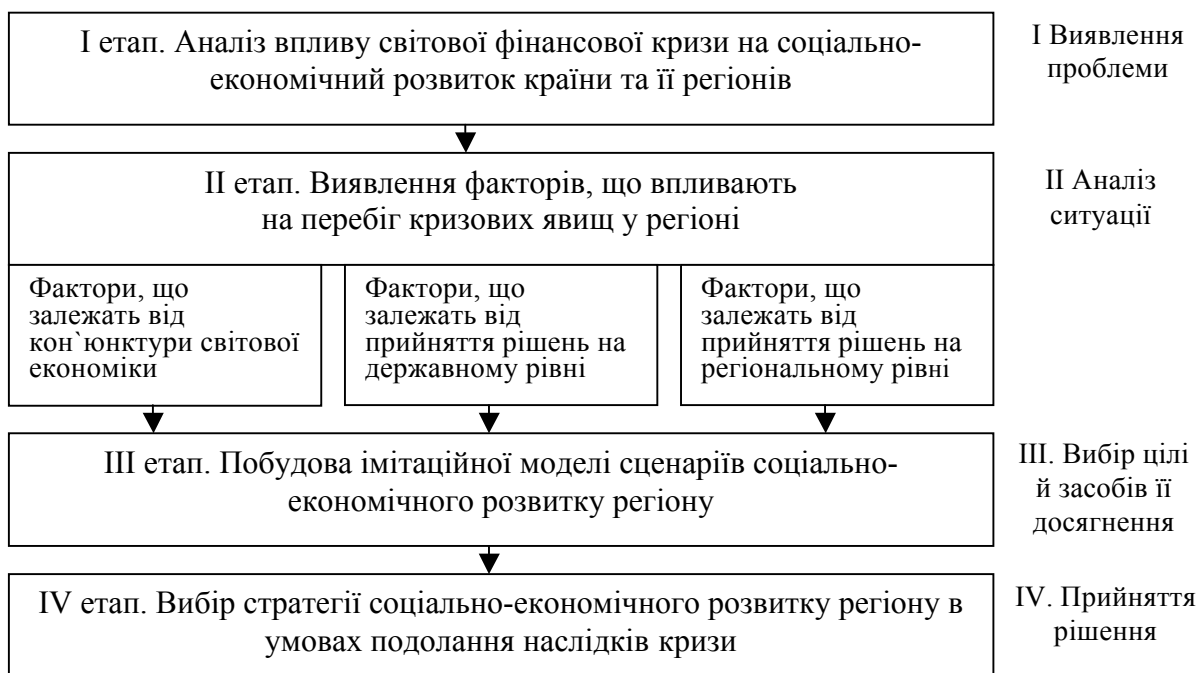 І етап. Аналіз впливу світової фінансової кризи на соціально-
економічний розвиток країни та її регіонів
І Виявлення
проблеми
ІІ етап. Виявлення факторів, що впливають
на перебіг кризових явищ у регіоні
ІІ Аналіз
ситуації
Фактори, що
залежать від
кон`юнктури світової
економіки
Фактори, що
залежать від
прийняття рішень на
державному рівні
Фактори, що
залежать від
прийняття рішень на
регіональному рівні
ІІІ етап. Побудова імітаційної моделі сценаріїв соціально-
економічного розвитку регіону
ІІІ. Вибір цілі
й засобів її
досягнення
IV етап. Вибір стратегії соціально-економічного розвитку регіону в
умовах подолання наслідків кризи
IV. Прийняття
рішення